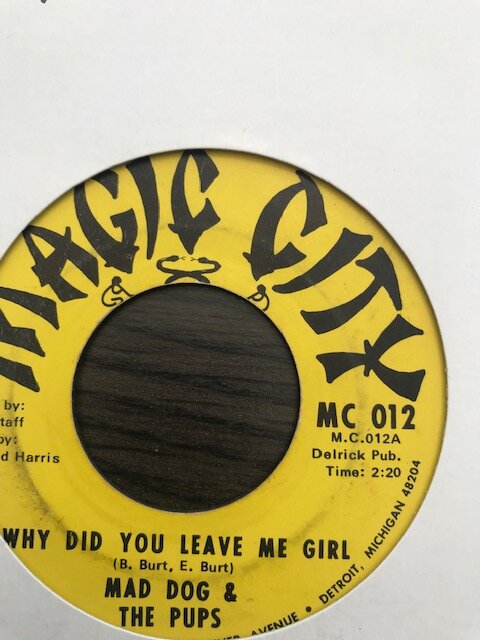 MAGIC CITY
by:
taff
by:
d Harris
MC 012
M.C.012A
Delrick Pub.
Time: 2:20
WHY DID YOU LEAVE ME GIRL
(B. Burt, E. Burt)
MAD DOG &
THE PUPS
AVENUE • DETROIT, MICHIGAN 48204